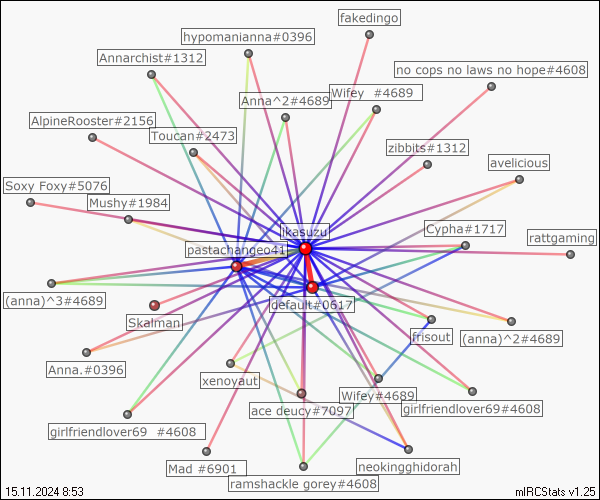 fakedingo
hypomanianna#0396
Annarchist#1312
no cops no laws no hope#4608
Anna^2#4689
Wifey  #4689
AlpineRooster#2156
Toucan#2473
zibbits#1312
avelicious
Soxy Foxy#5076
Mushy#1984
Cypha#1717
ikasuzu
rattgaming
pastachangeo41
(anna)^3#4689
default#0617
Skalman
frisout
(anna)^2#4689
Anna.#0396
xenoyaut
Wifey#4689
ace deucy#7097
girlfriendlover69#4608
girlfriendlover69  #4608
Mad #6901
neokingghidorah
ramshackle gorey#4608
15.11.2024 8:53
mIRCStats v1.25